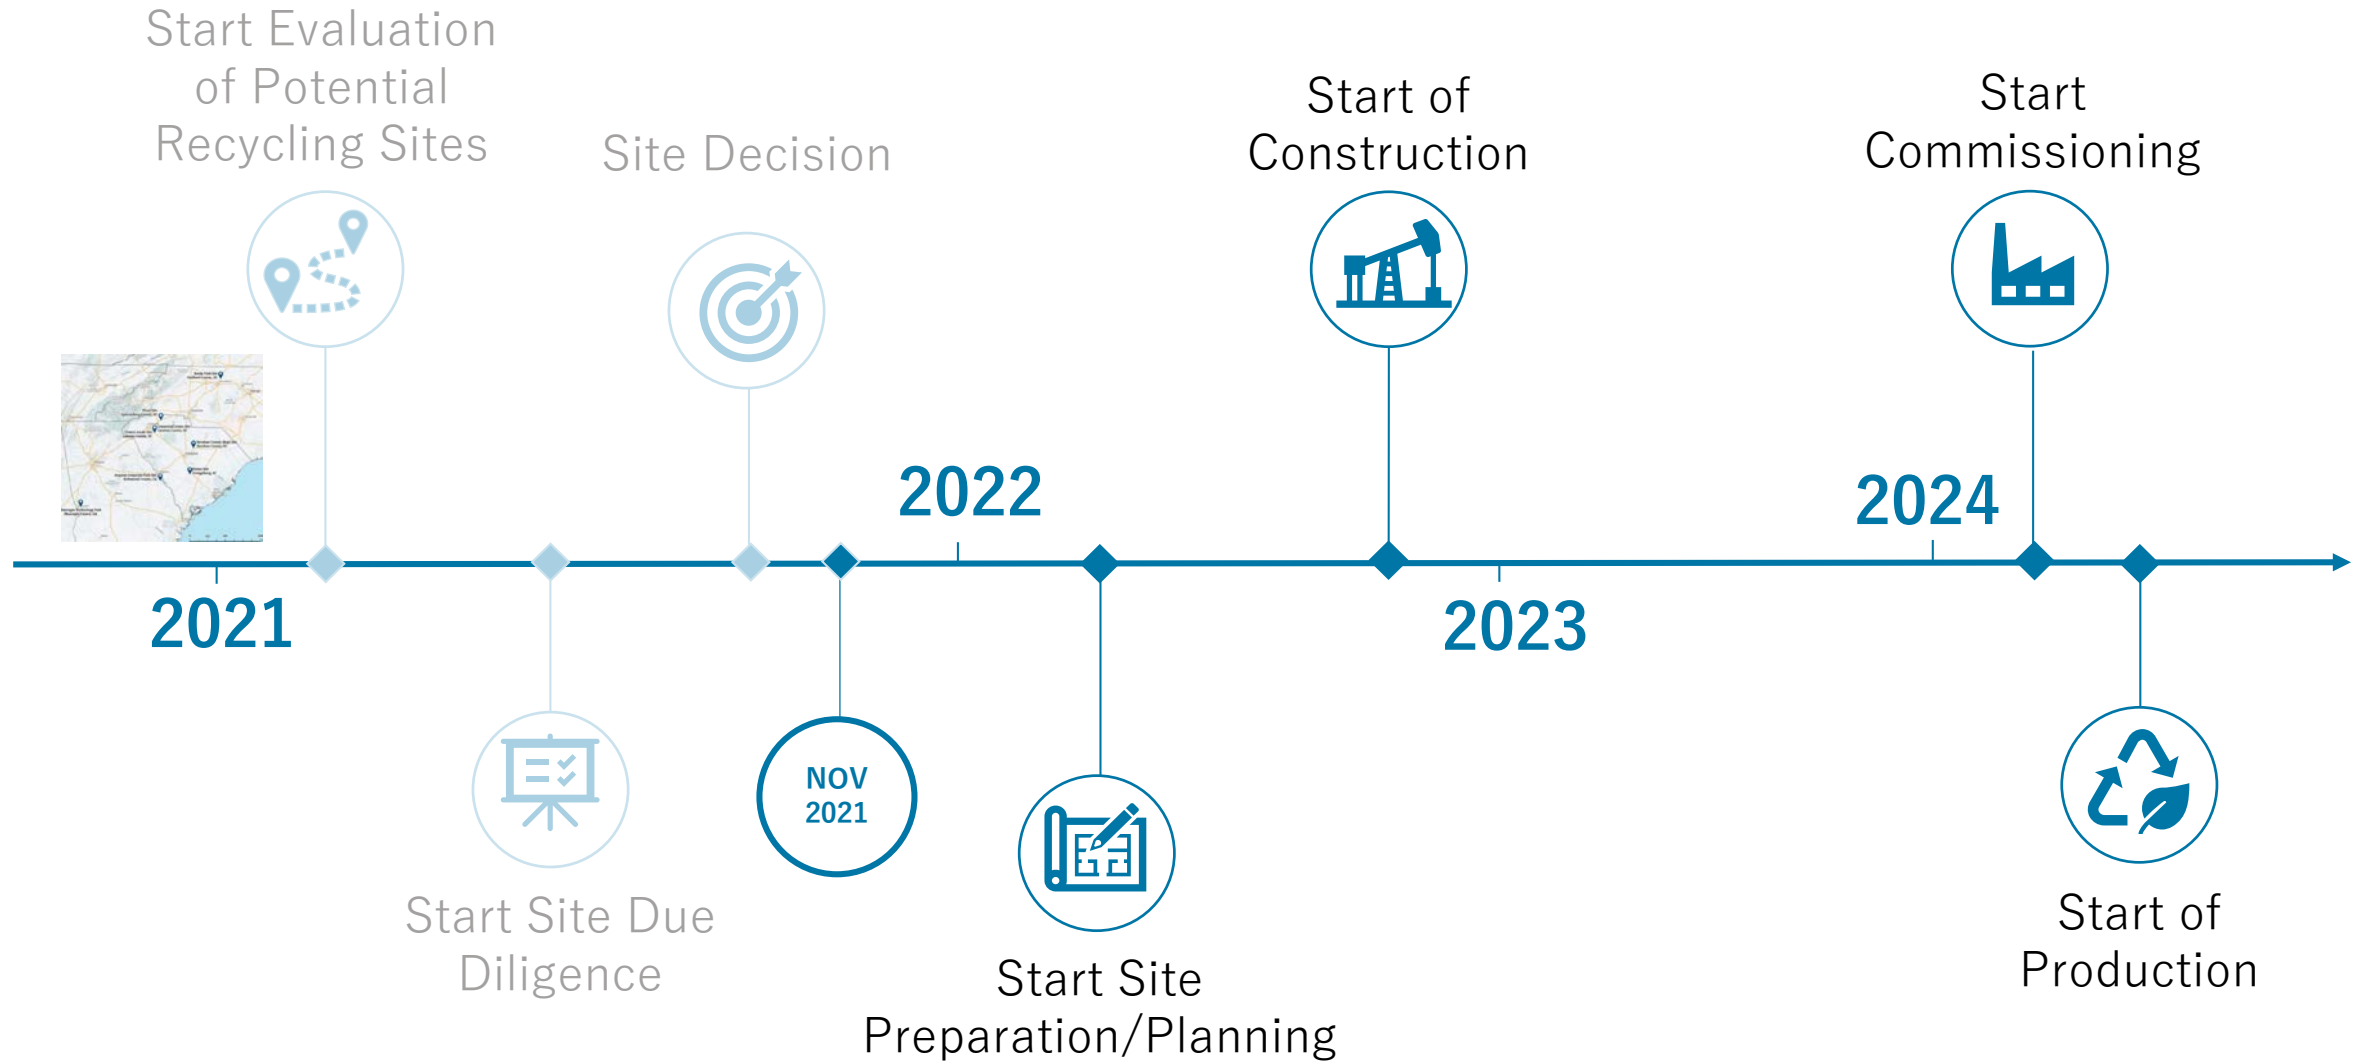 Start Evaluation
of Potential
Recycling Sites
Site Decision
Start of
Construction
Start
Commissioning
2021
2022
2023
2024
NOV
2021
Start Site Due
Diligence
Start Site
Preparation/Planning
Start of
Production